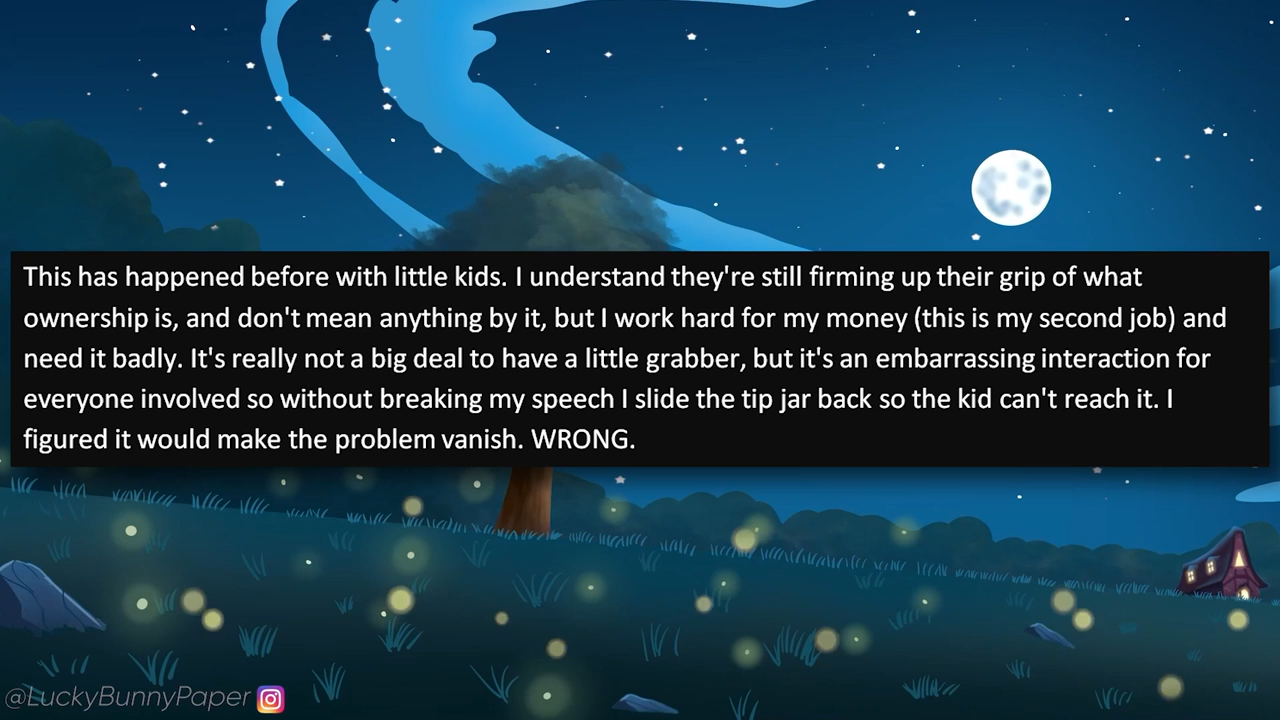 This has happened before with little kids. I understand they're still firming up their grip of what
ownership is, and don't mean anything by it, but I work hard for my money (this is my second job) and
need it badly. It's really not a big deal to have a little grabber, but it's an embarrassing interaction for
everyone involved so without breaking my speech I slide the tip jar back so the kid can't reach it. I
figured it would make the problem vanish. WRONG.
@LuckyBunnyPaper